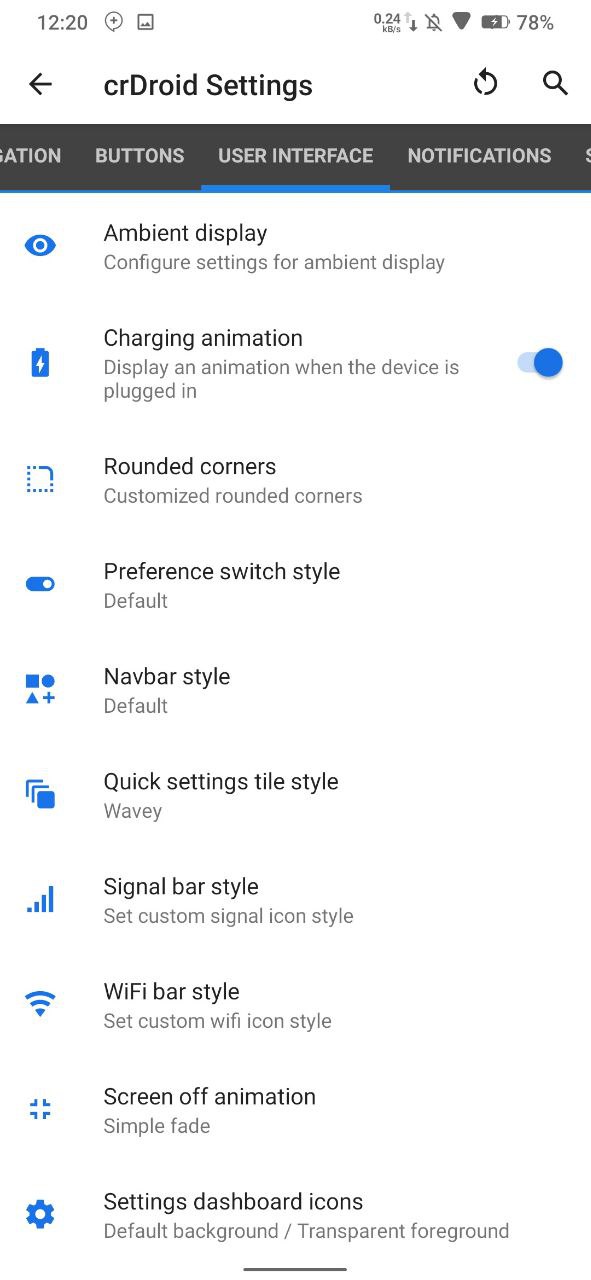 12:20 0.24 kB/s 78%
crDroid Settings
GATION BUTTONS USER INTERFACE NOTIFICATIONS S
Ambient display
Configure settings for ambient display
Charging animation
Display an animation when the device is
plugged in
Rounded corners
Customized rounded corners
Preference switch style
Default
Navbar style
Default
Quick settings tile style
Wavey
Signal bar style
Set custom signal icon style
WiFi bar style
Set custom wifi icon style
Screen off animation
Simple fade
Settings dashboard icons
Default background / Transparent foreground